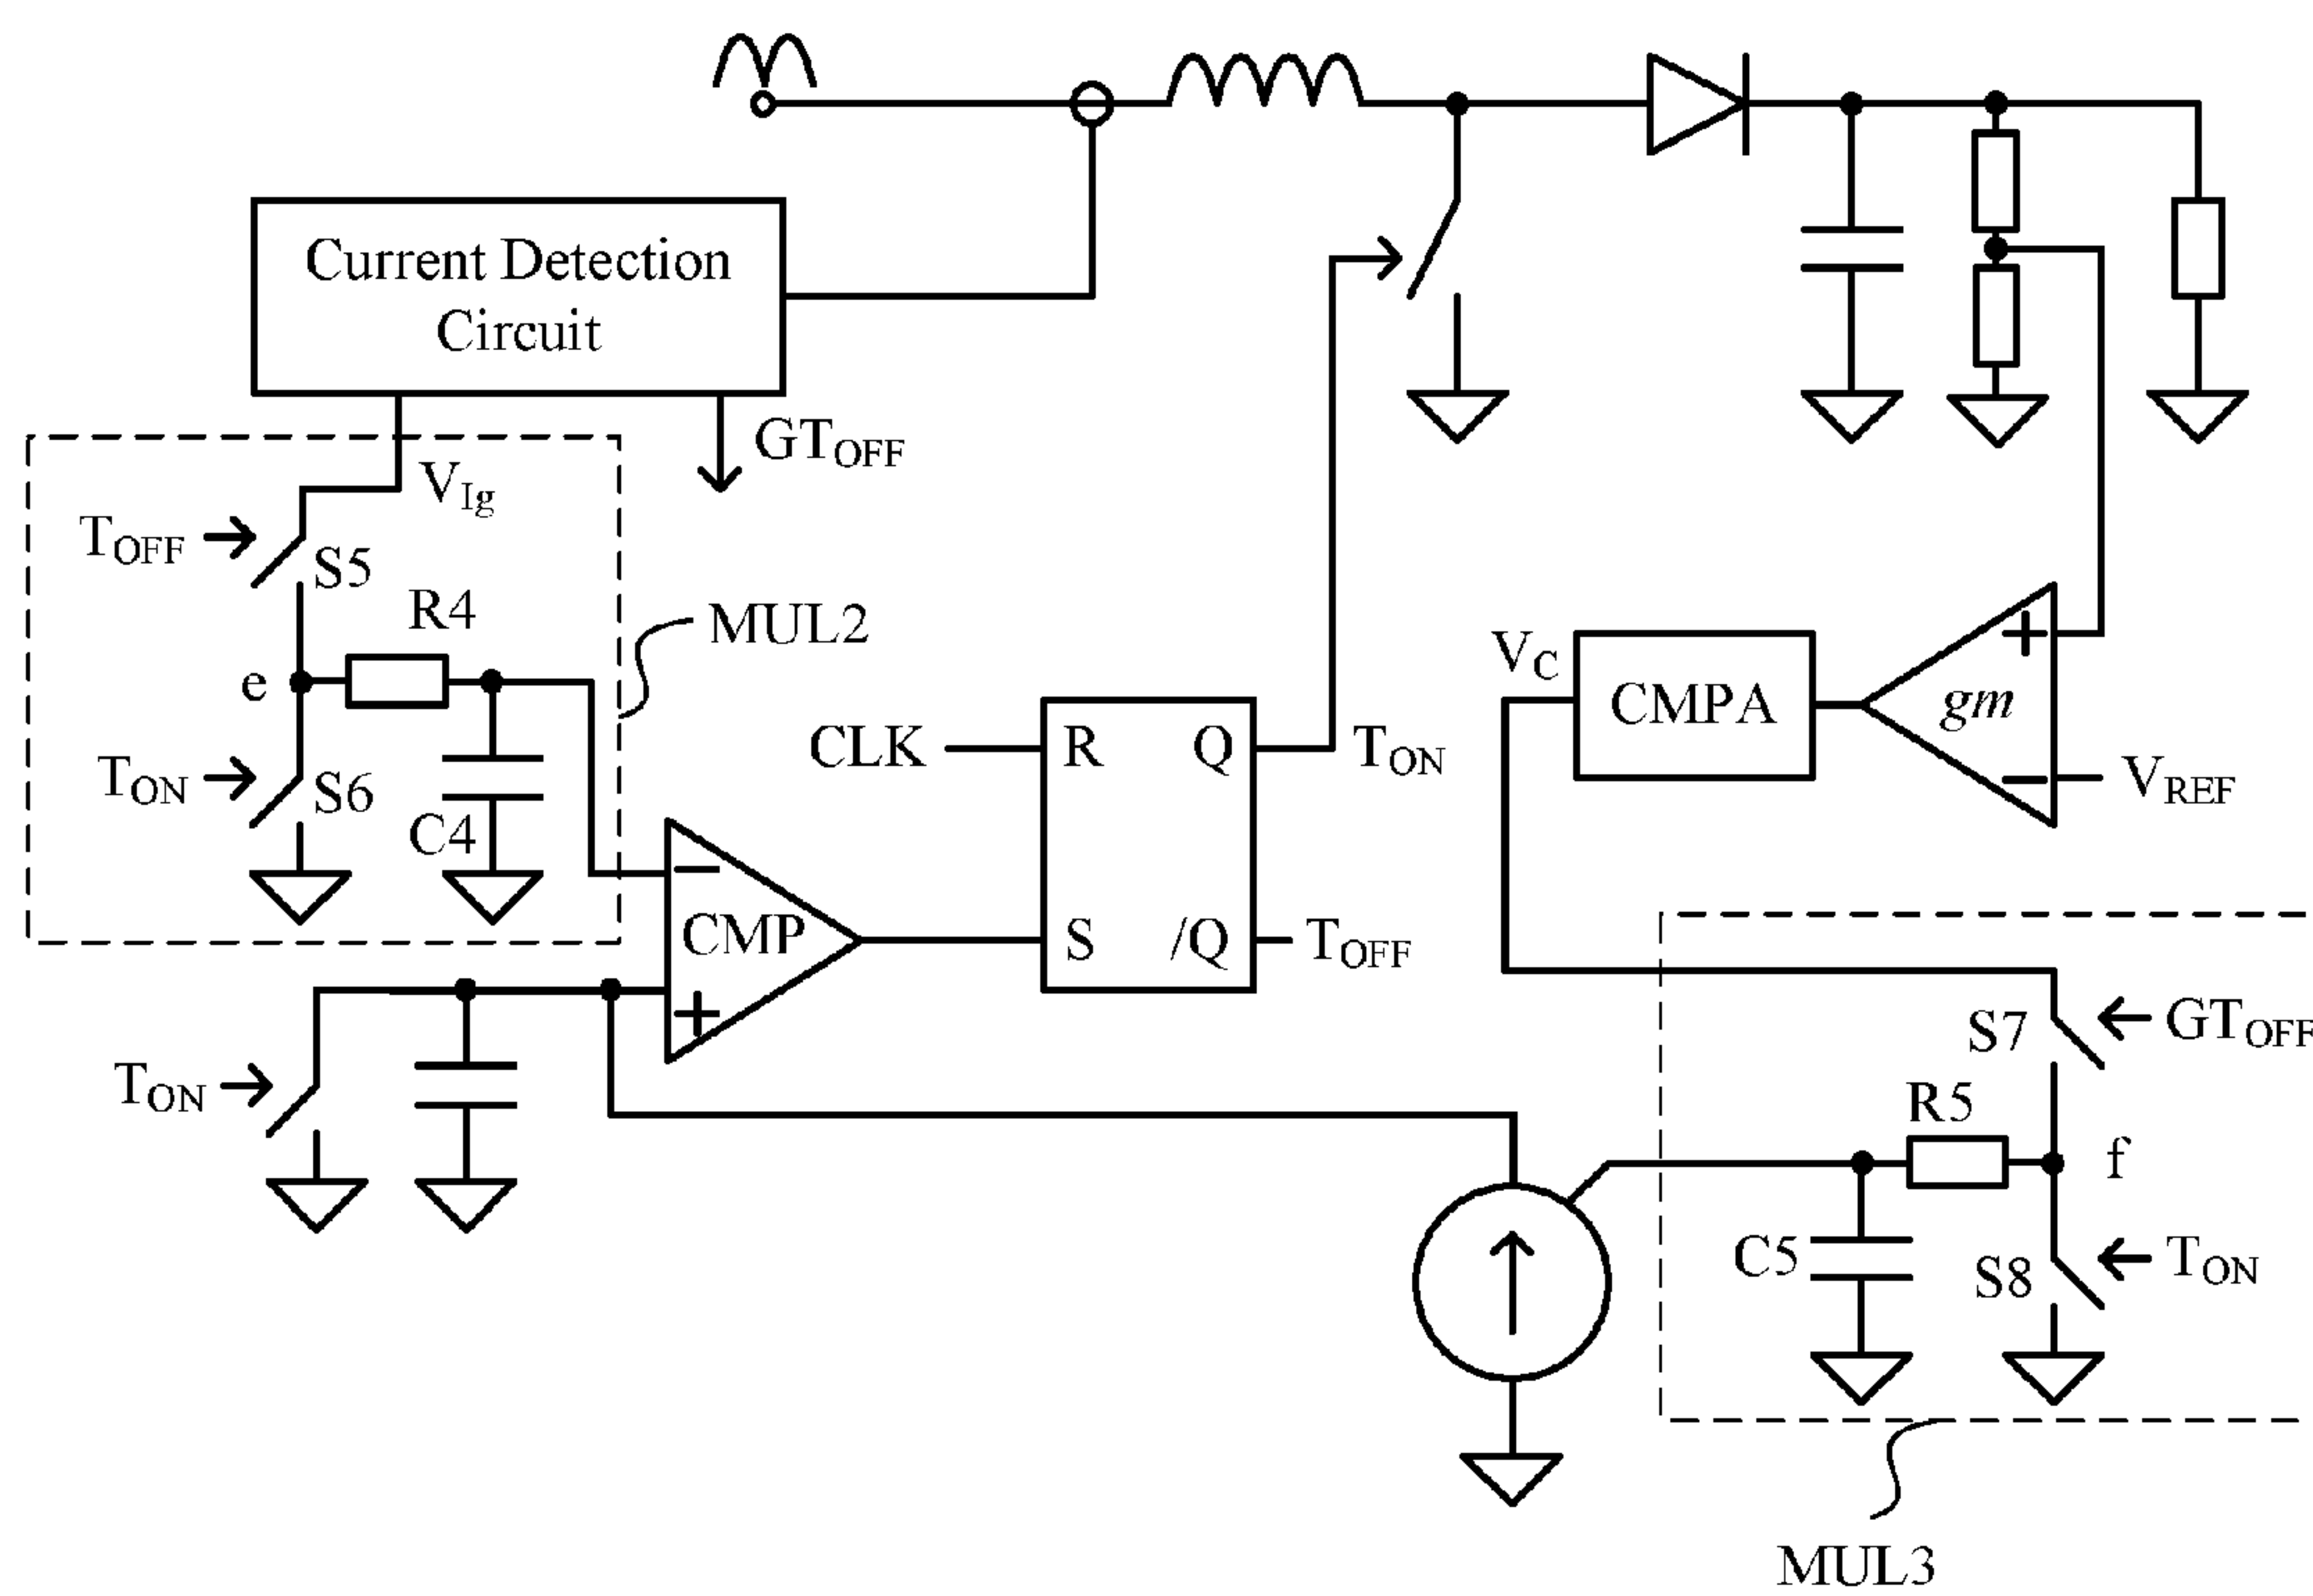 Current Detection
Circuit
GTOFF
VIg
TOFF
S5
R4
MUL2
e
TON
S6
C4
CLK
R
Q
TON
VC
CMPA
gm
+
−
VREF
−
CMP
+
S
/Q
TOFF
TON
S7
GTOFF
R5
f
C5
S8
TON
MUL3